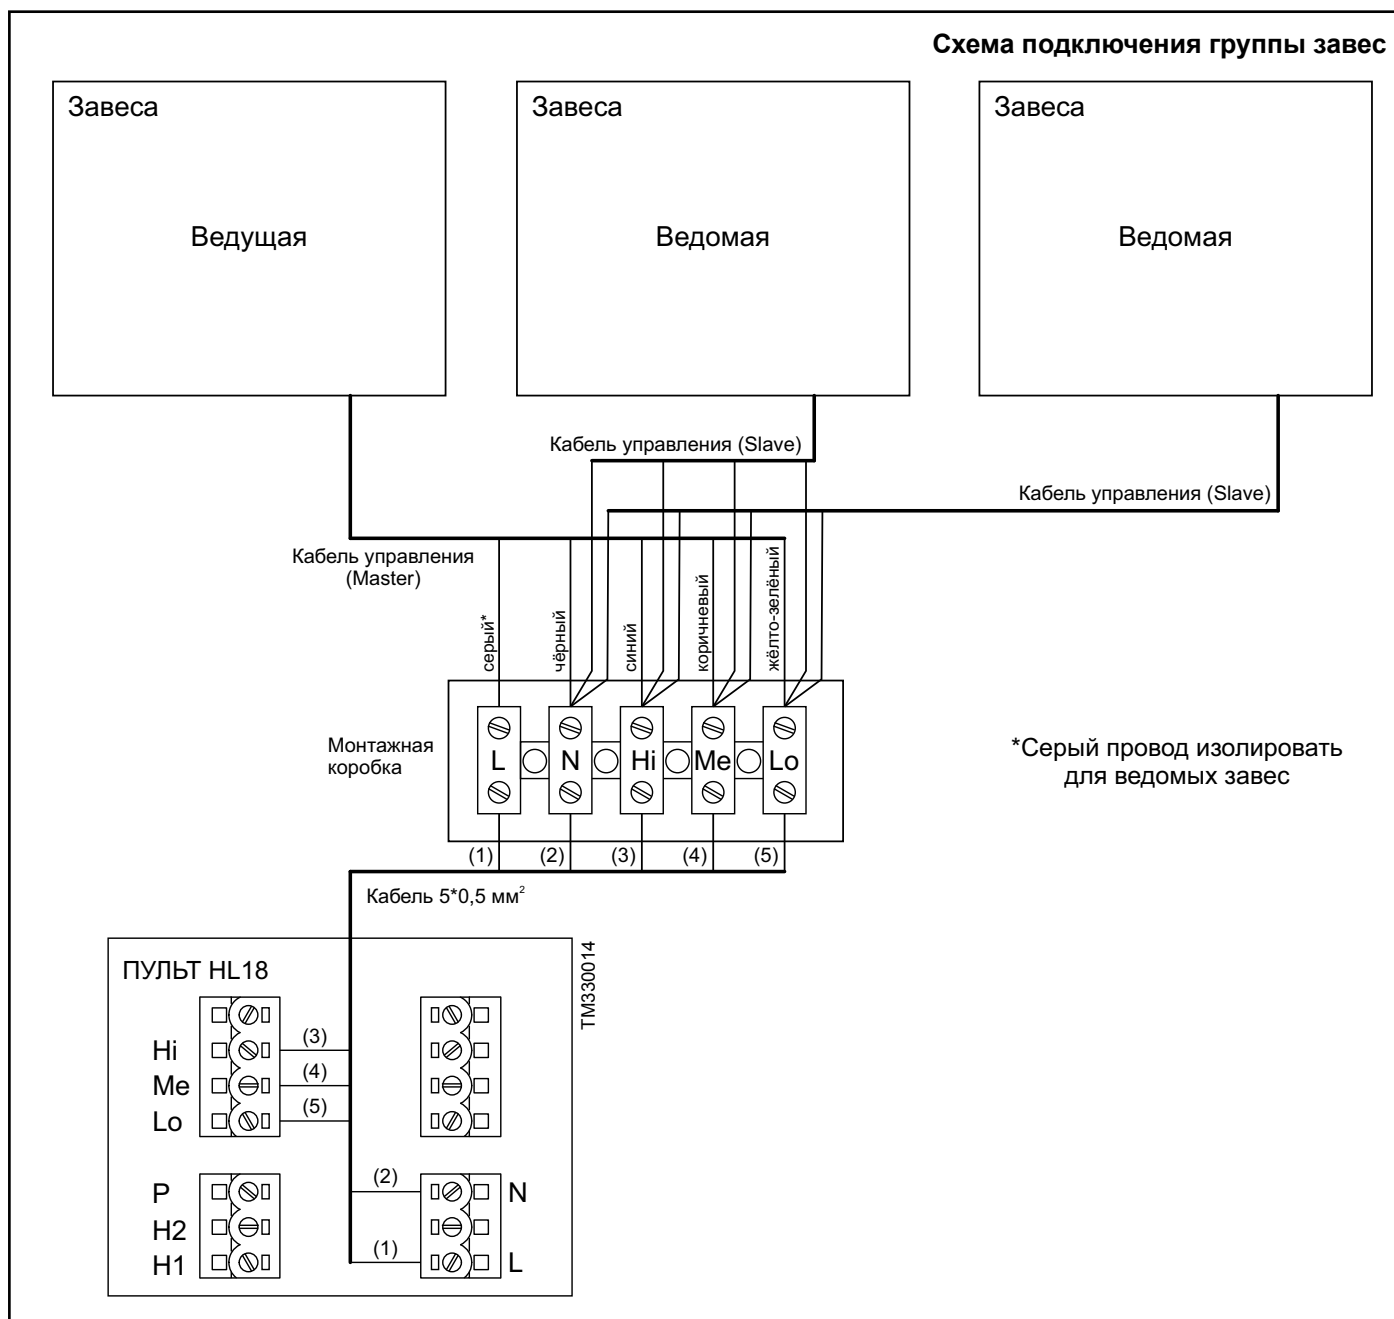 Схема подключения группы завес
Завеса
Завеса
Завеса
Ведущая
Ведомая
Ведомая
Кабель управления (Slave)
Кабель управления (Slave)
Кабель управления
(Master)
серый*
чёрный
синий
коричневый
жёлто-зелёный
Монтажная
коробка
L
N
Hi
Me
Lo
*Серый провод изолировать
для ведомых завес
(1)
(2)
(3)
(4)
(5)
Кабель 5*0,5 мм²
ПУЛЬТ HL18
TM330014
Hi
(3)
Me
(4)
Lo
(5)
P
(2)
N
H2
H1
(1)
L